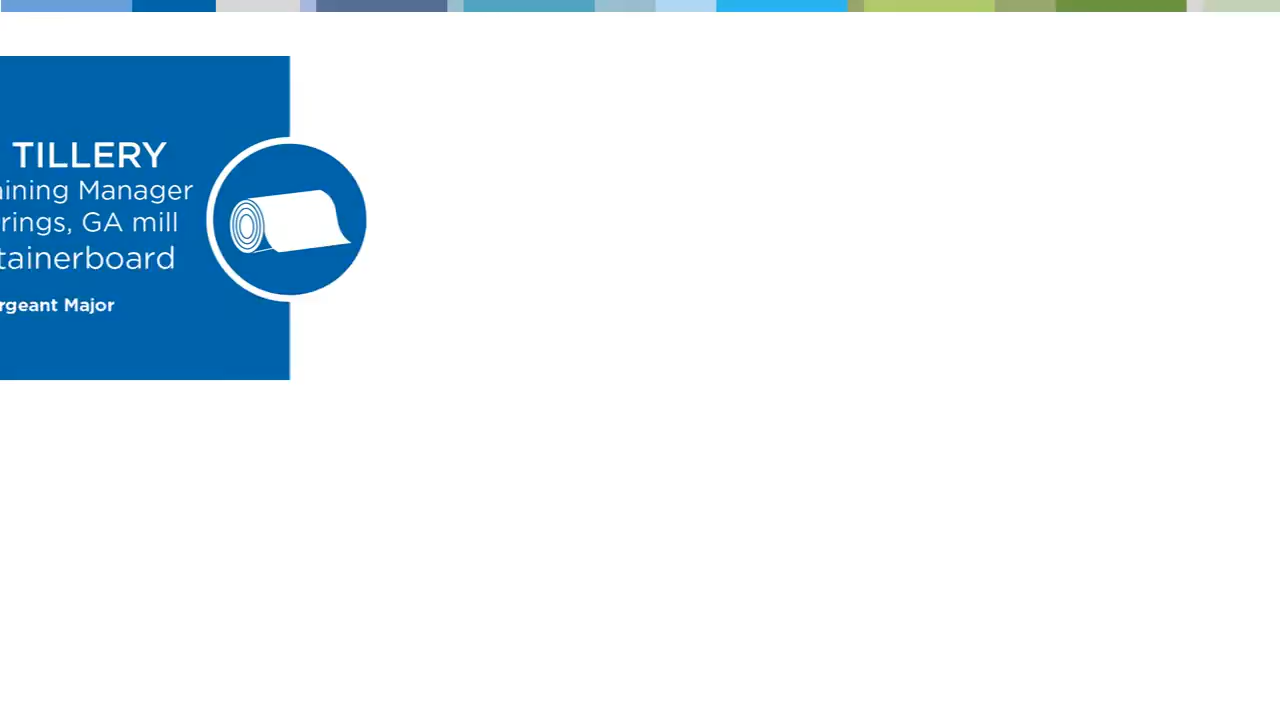 TILLERY
aining Manager
rings, GA mill
tainerboard
rgeant Major